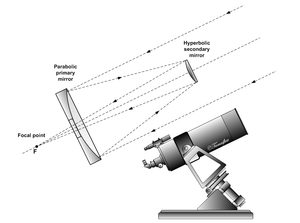 Hyperbolic
secondary
mirror
Parabolic
primary
mirror
Focal point
F